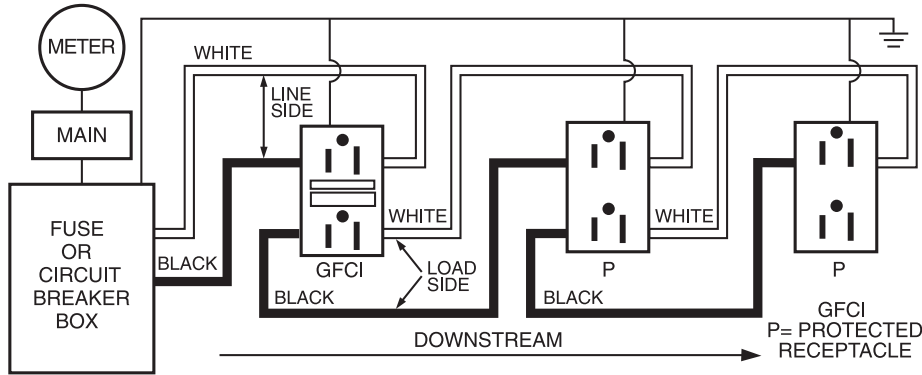 METER
WHITE
LINE
SIDE
MAIN
FUSE
OR
CIRCUIT
BREAKER
BOX
BLACK
GFCI
WHITE
LOAD
SIDE
BLACK
P
WHITE
BLACK
P
GFCI
P= PROTECTED
RECEPTACLE
DOWNSTREAM